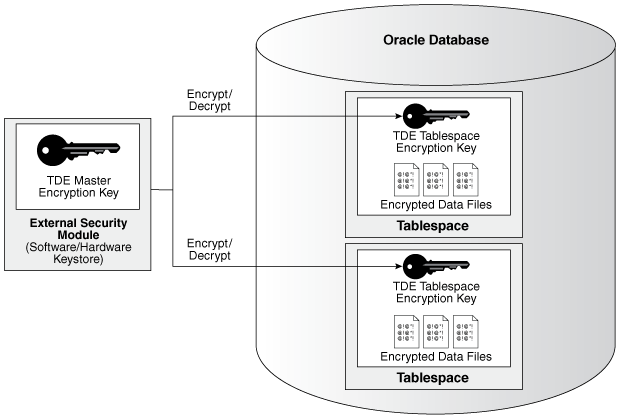 Oracle Database
Encrypt/
Decrypt
TDE Master
Encryption Key
External Security
Module
(Software/Hardware
Keystore)
Encrypt/
Decrypt
TDE Tablespace
Encryption Key
@!@*!
@!@*!
@!@*!
Encrypted Data Files
Tablespace
TDE Tablespace
Encryption Key
Encrypted Data Files
Tablespace